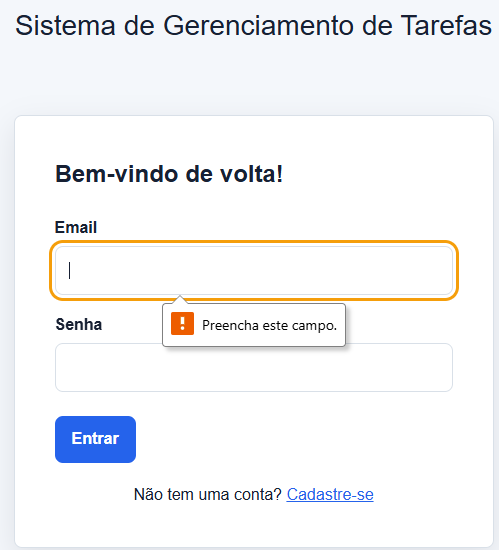 Sistema de Gerenciamento de Tarefas
Bem-vindo de volta!
Email
Preencha este campo.
Senha
Entrar
Não tem uma conta? Cadastre-se